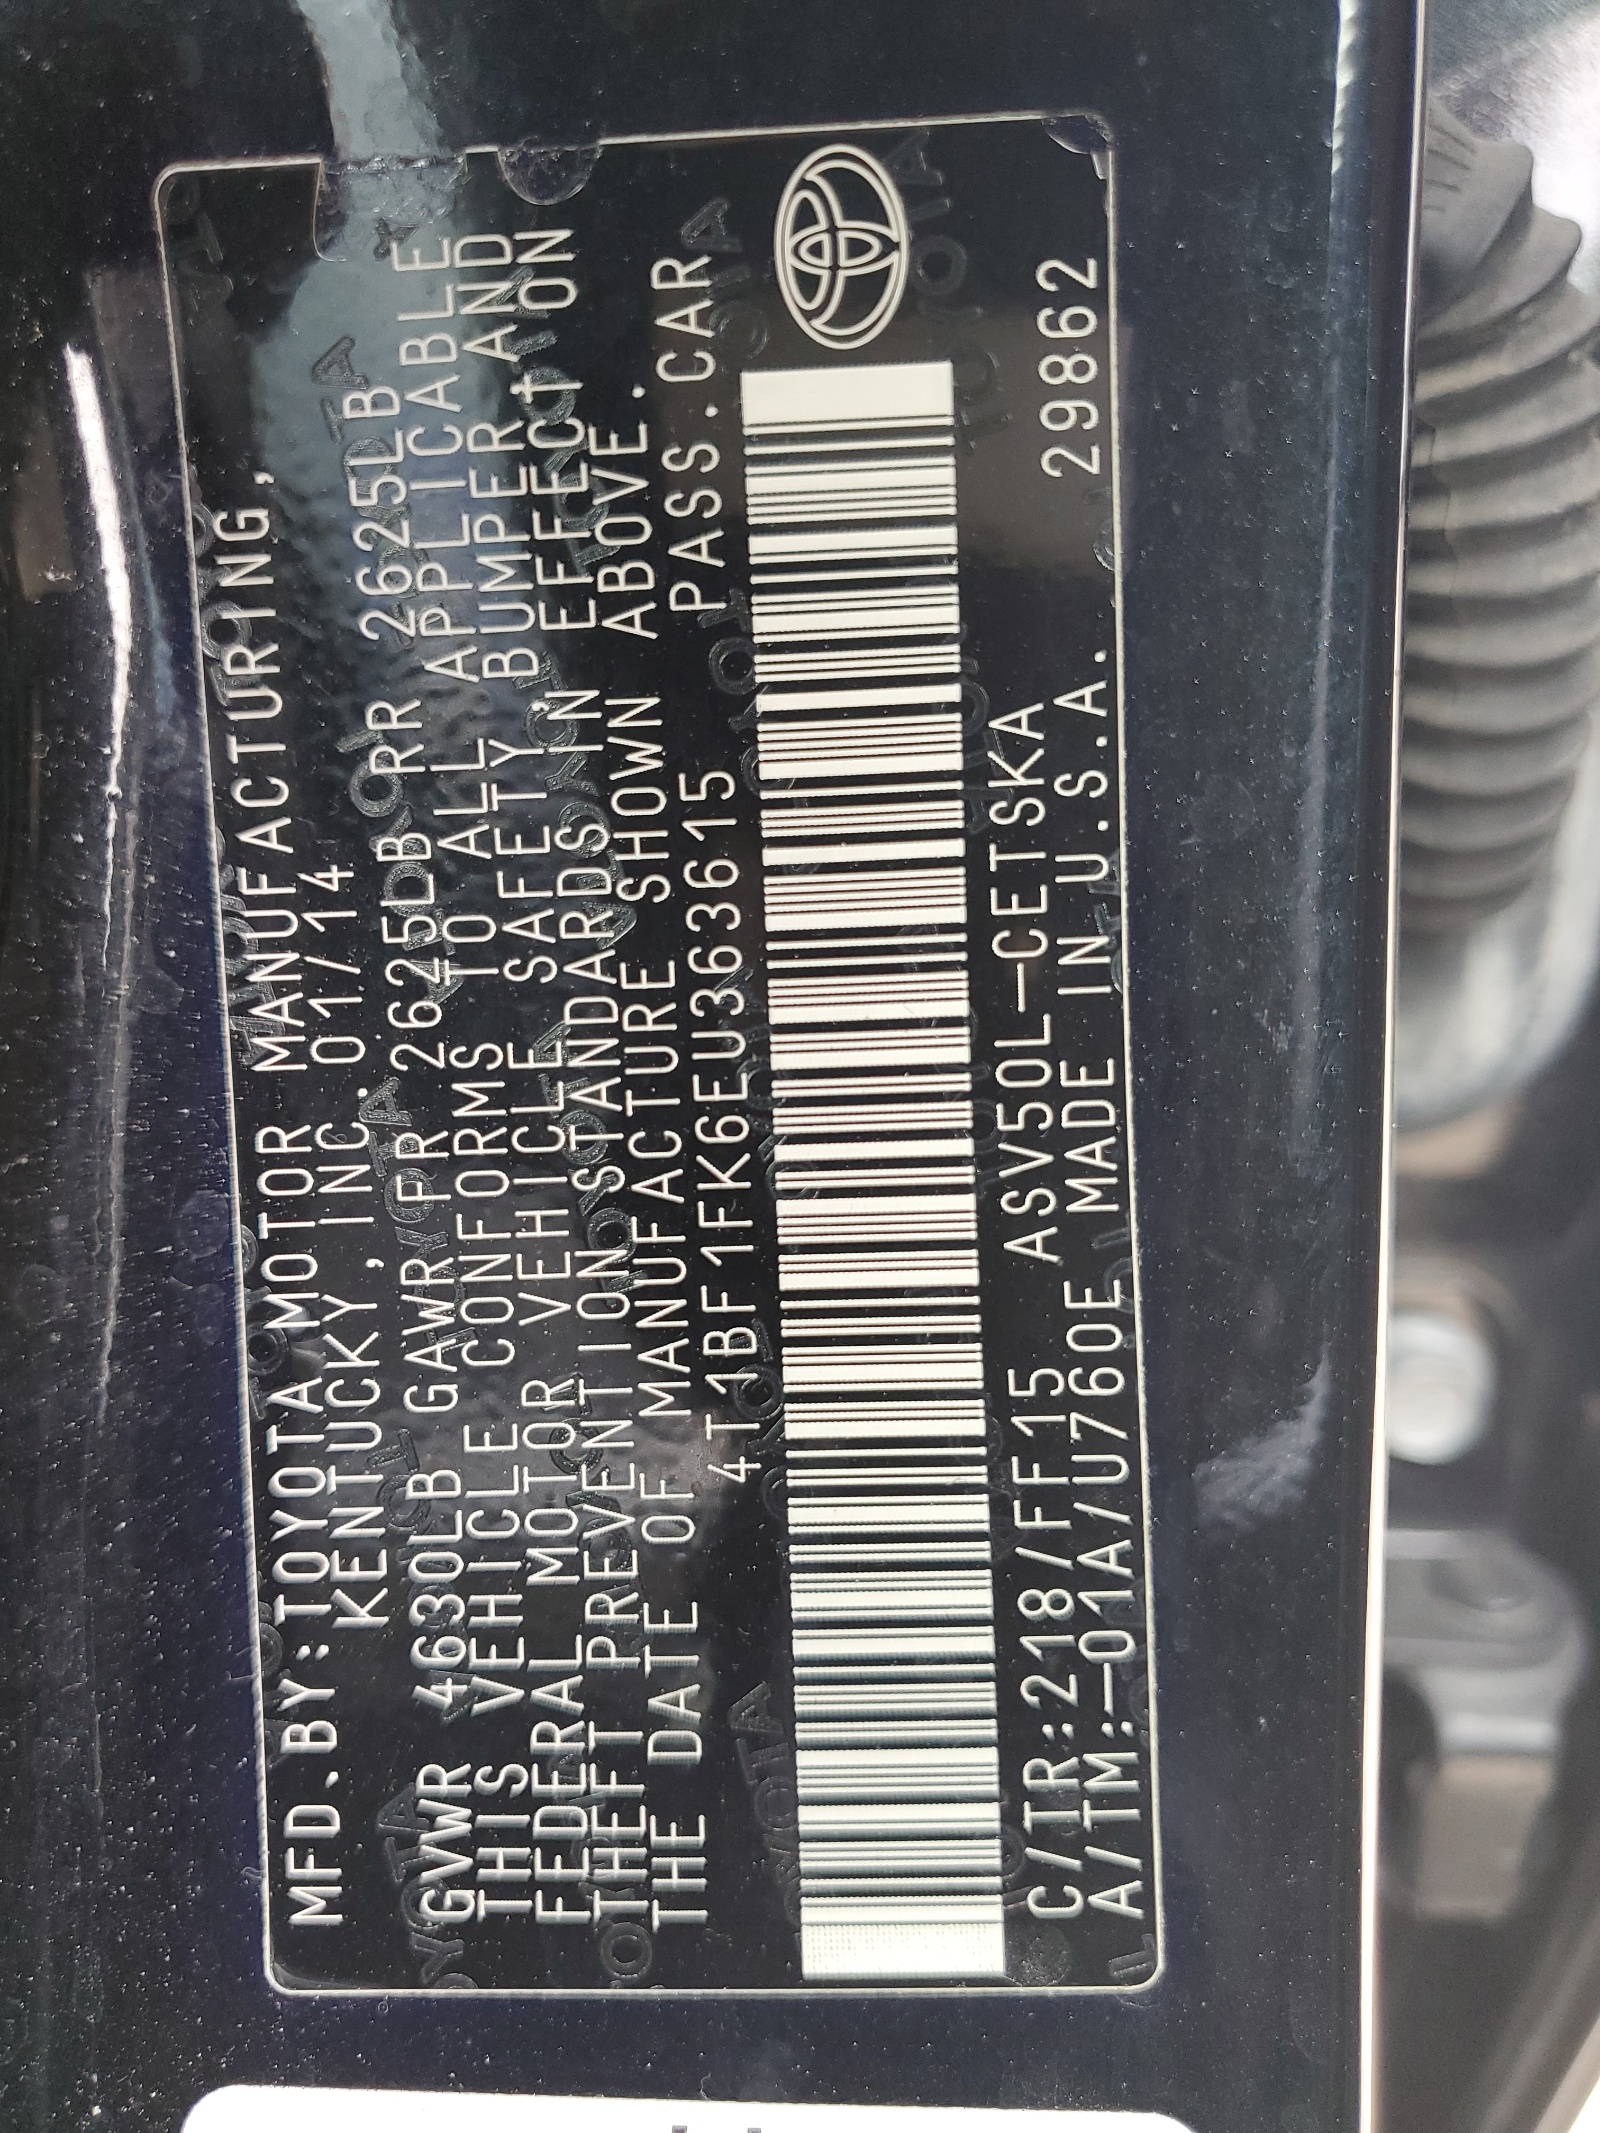 MFD.BY:TOYOTA MOTOR MANUFACTURING,
KENTUCKY,INC. 01/14
GVWR 4630LB GAWR FR 2625LB RR 2625LB
THIS VEHICLE CONFORMS TO ALL APPLICABLE
FEDERAL MOTOR VEHICLE SAFETY, BUMPER AND
THEFT PREVENTION STANDARDS IN EFFECT ON
THE DATE OF MANUFACTURE SHOWN ABOVE.
4T1BF1FK6EU363615 PASS.CAR
C/TR:218/FF15 ASV50L-CETSKA
A/TM:-01A/U760E MADE IN U.S.A. 29862